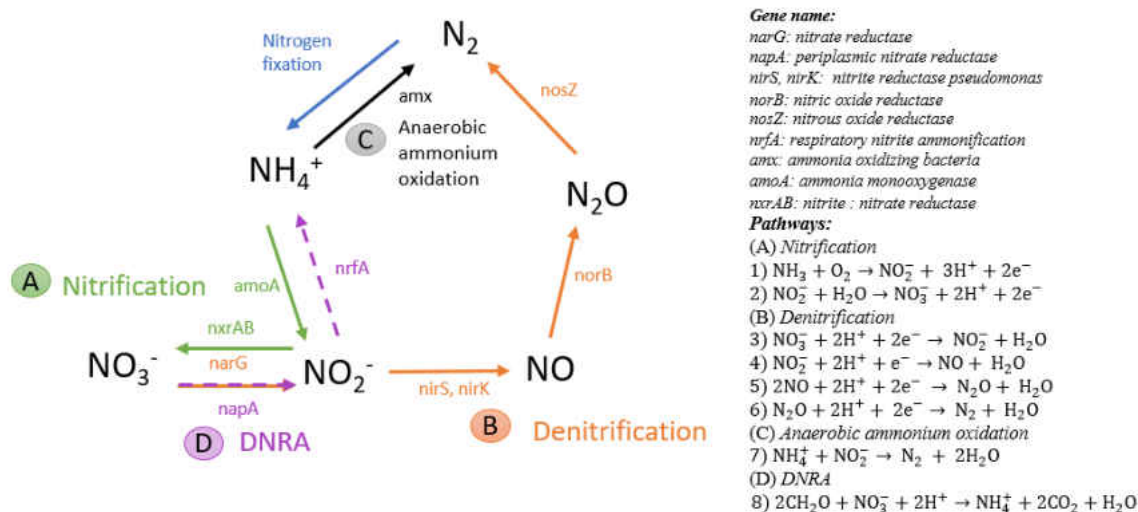 Nitrogen
fixation
N₂
amx
C
Anaerobic
ammonium
oxidation
nosZ
NH₄⁺
N₂O
nrfA
norB
A Nitrification
amoA
nxrAB
NO₃⁻
narG
NO₂⁻
NO
napA
nirS, nirK
D DNRA
B Denitrification
Gene name:
narG: nitrate reductase
napA: periplasmic nitrate reductase
nirS, nirK: nitrite reductase pseudomonas
norB: nitric oxide reductase
nosZ: nitrous oxide reductase
nrfA: respiratory nitrite ammonification
amx: ammonia oxidizing bacteria
amoA: ammonia monooxygenase
nxrAB: nitrite : nitrate reductase
Pathways:
(A) Nitrification
1) NH₃ + O₂ → NO₂⁻ + 3H⁺ + 2e⁻
2) NO₂⁻ + H₂O → NO₃⁻ + 2H⁺ + 2e⁻
(B) Denitrification
3) NO₃⁻ + 2H⁺ + 2e⁻ → NO₂⁻ + H₂O
4) NO₂⁻ + 2H⁺ + e⁻ → NO + H₂O
5) 2NO + 2H⁺ + 2e⁻ → N₂O + H₂O
6) N₂O + 2H⁺ + 2e⁻ → N₂ + H₂O
(C) Anaerobic ammonium oxidation
7) NH₄⁺ + NO₂⁻ → N₂ + 2H₂O
(D) DNRA
8) 2CH₂O + NO₃⁻ + 2H⁺ → NH₄⁺ + 2CO₂ + H₂O